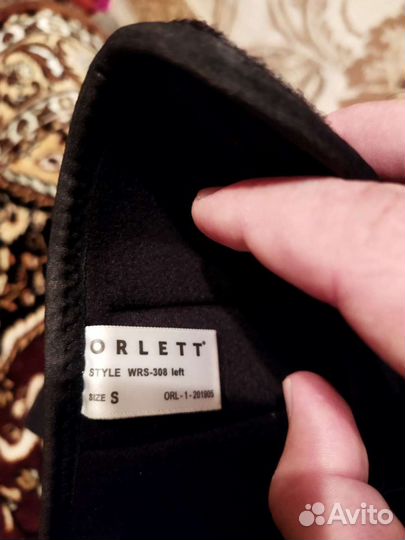 ORLETT®
STYLE WRS-308 left
SIZE S ORL-1-201905
Avito